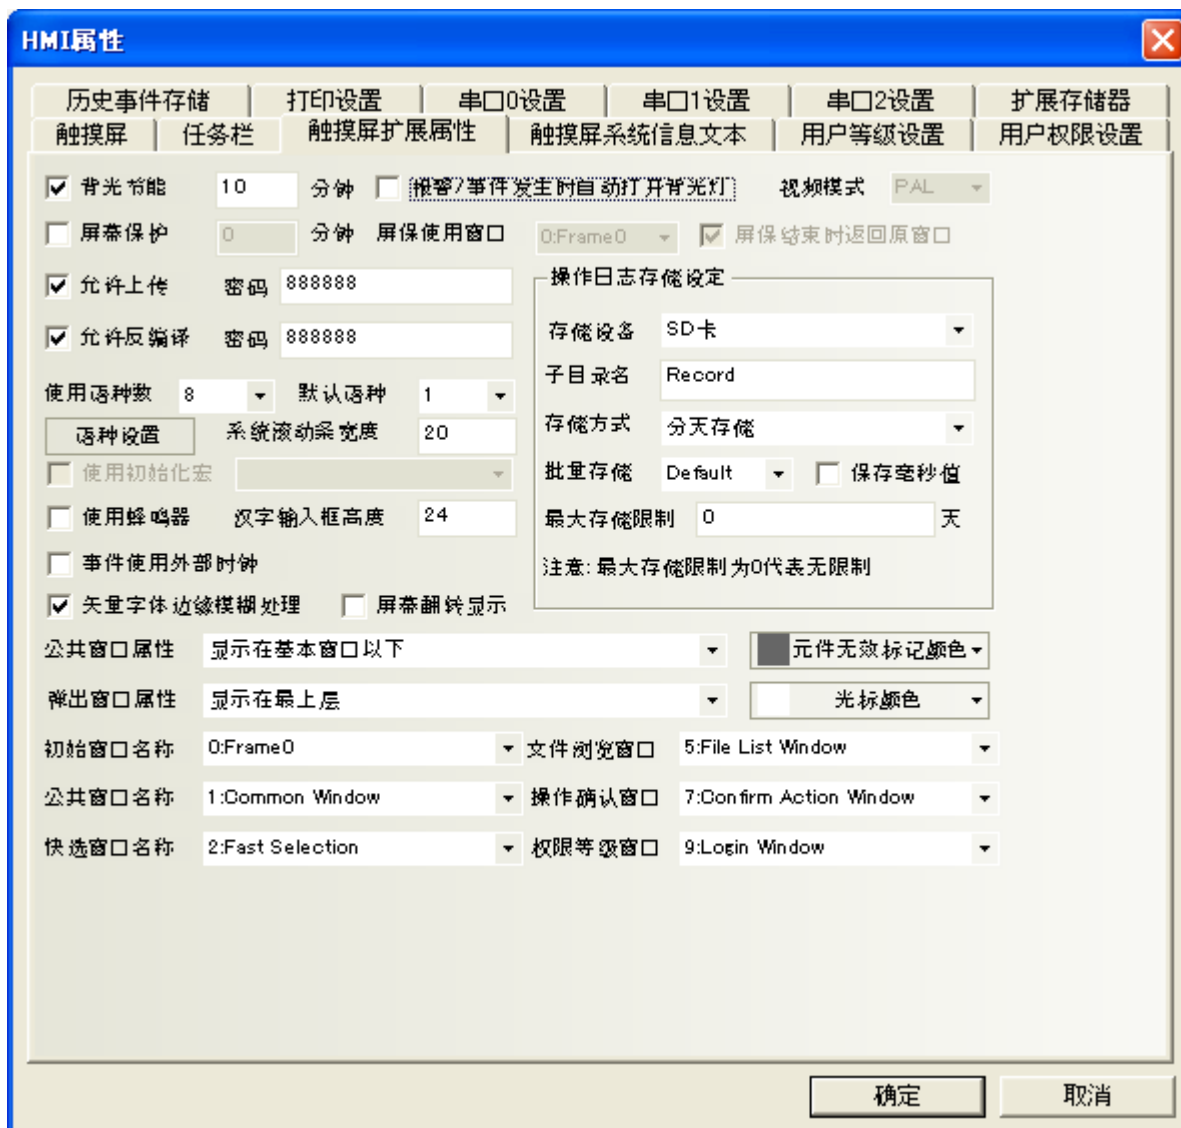 HMI属性
历史事件存储 打印设置 串口0设置 串口1设置 串口2设置 扩展存储器
触摸屏 任务栏 触摸屏扩展属性 触摸屏系统信息文本 用户等级设置 用户权限设置
背光节能 10 分钟 报警/事件发生时自动打开背光灯 视频模式 PAL
屏幕保护 0 分钟 屏保使用窗口 0:Frame0 屏保结束时返回原窗口
允许上传 密码 888888
允许反编译 密码 888888
使用语种数 8 默认语种 1
语种设置 系统滚动条宽度 20
使用初始化宏
使用蜂鸣器 汉字输入框高度 24
事件使用外部时钟
矢量字体边缘模糊处理 屏幕翻转显示
操作日志存储设定
存储设备 SD卡
子目录名 Record
存储方式 分天存储
批量存储 Default 保存毫秒值
最大存储限制 0 天
注意:最大存储限制为0代表无限制
公共窗口属性 显示在基本窗口以下 元件无效标记颜色
弹出窗口属性 显示在最上层 光标颜色
初始窗口名称 0:Frame0 文件浏览窗口 5:File List Window
公共窗口名称 1:Common Window 操作确认窗口 7:Confirm Action Window
快选窗口名称 2:Fast Selection 权限等级窗口 9:Login Window
确定 取消